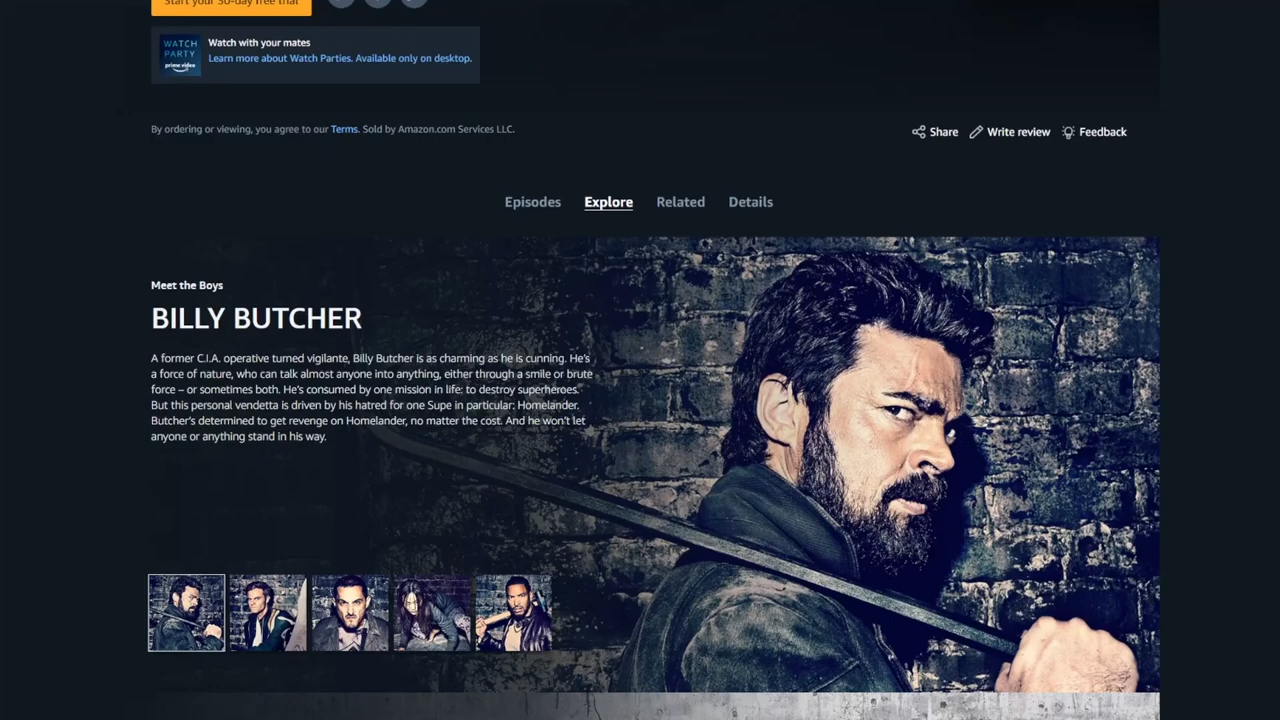 Start your 30-day free trial
WATCH
PARTY
prime video
Watch with your mates
Learn more about Watch Parties. Available only on desktop.
By ordering or viewing, you agree to our Terms. Sold by Amazon.com Services LLC.
Share
Write review
Feedback
Episodes
Explore
Related
Details
Meet the Boys
BILLY BUTCHER
A former C.I.A. operative turned vigilante, Billy Butcher is as charming as he is cunning. He's
a force of nature, who can talk almost anyone into anything, either through a smile or brute
force – or sometimes both. He's consumed by one mission in life: to destroy superheroes.
But this personal vendetta is driven by his hatred for one Supe in particular: Homelander.
Butcher's determined to get revenge on Homelander, no matter the cost. And he won't let
anyone or anything stand in his way.